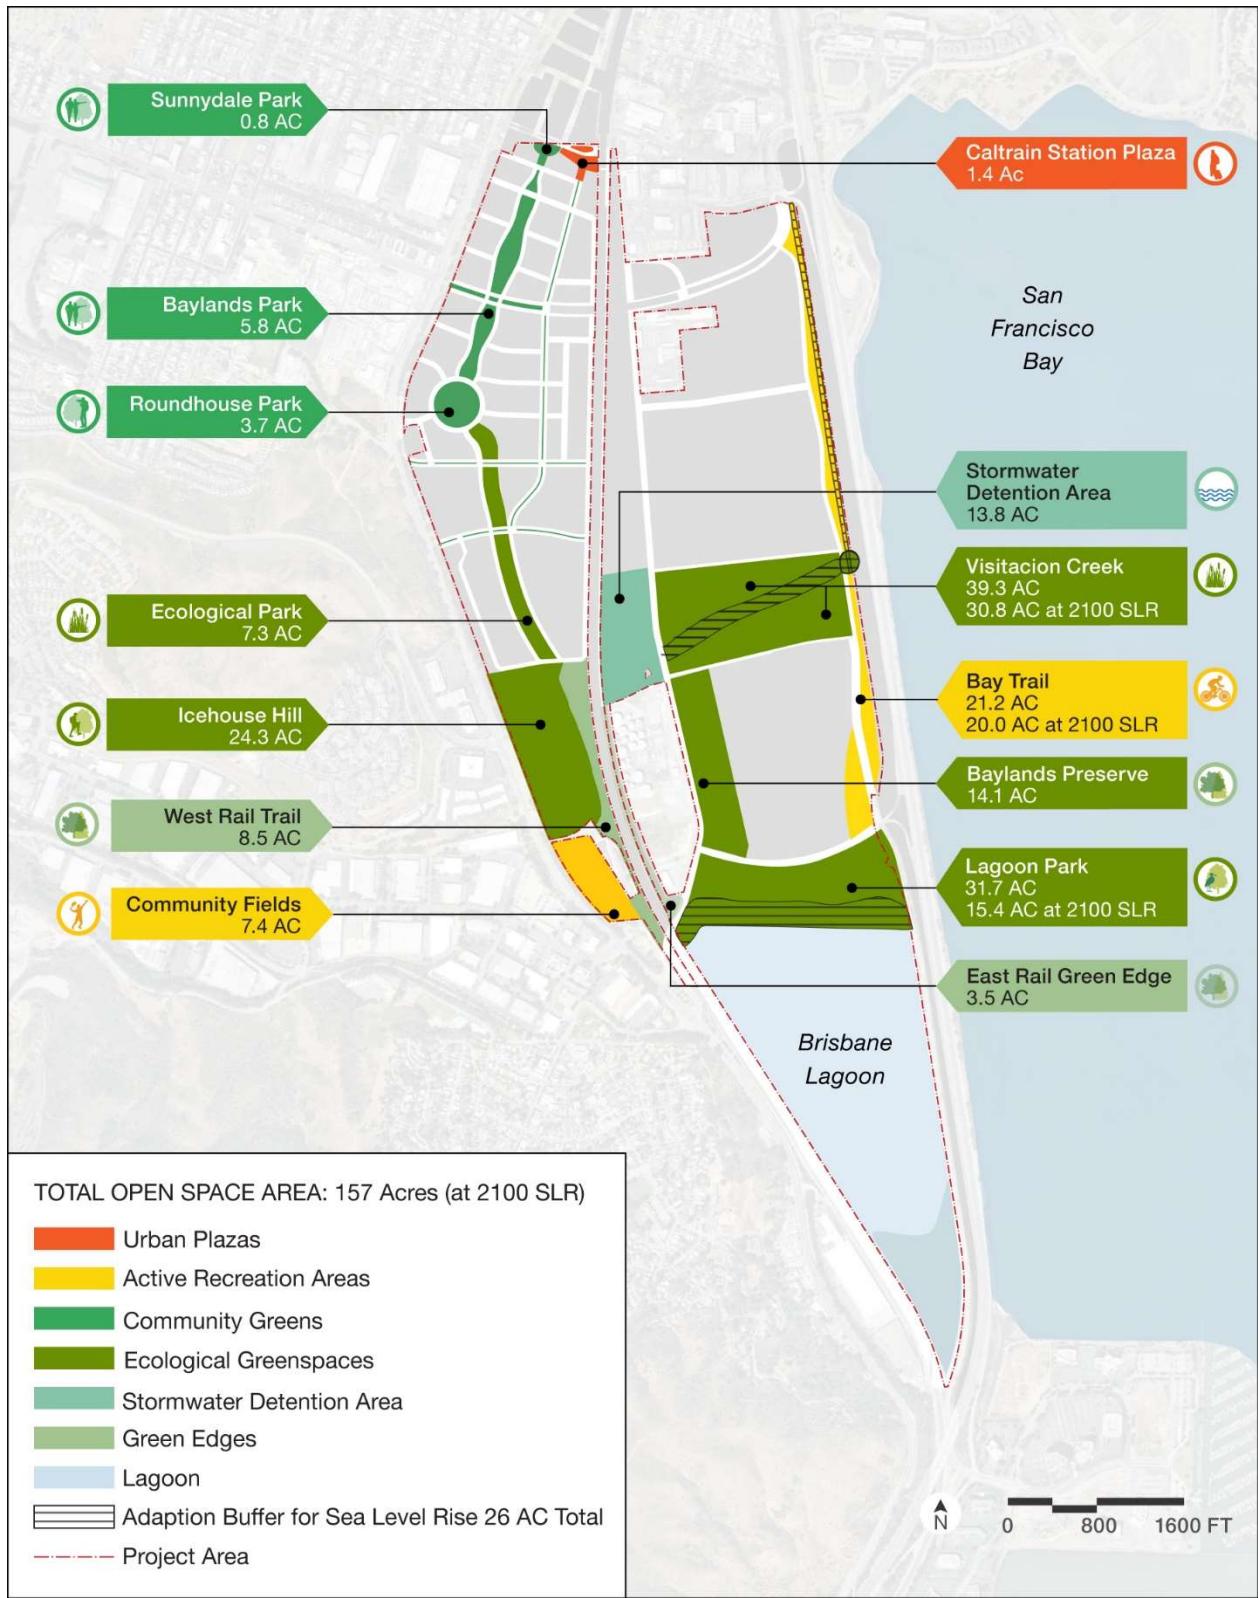 Sunnydale Park
0.8 AC
Caltrain Station Plaza
1.4 Ac
Baylands Park
5.8 AC
San
Francisco
Bay
Roundhouse Park
3.7 AC
Stormwater
Detention Area
13.8 AC
Visitacion Creek
39.3 AC
30.8 AC at 2100 SLR
Ecological Park
7.3 AC
Bay Trail
21.2 AC
20.0 AC at 2100 SLR
Icehouse Hill
24.3 AC
Baylands Preserve
14.1 AC
West Rail Trail
8.5 AC
Lagoon Park
31.7 AC
15.4 AC at 2100 SLR
Community Fields
7.4 AC
East Rail Green Edge
3.5 AC
Brisbane
Lagoon
TOTAL OPEN SPACE AREA: 157 Acres (at 2100 SLR)
Urban Plazas
Active Recreation Areas
Community Greens
Ecological Greenspaces
Stormwater Detention Area
Green Edges
Lagoon
Adaption Buffer for Sea Level Rise 26 AC Total
Project Area
N
0 800 1600 FT